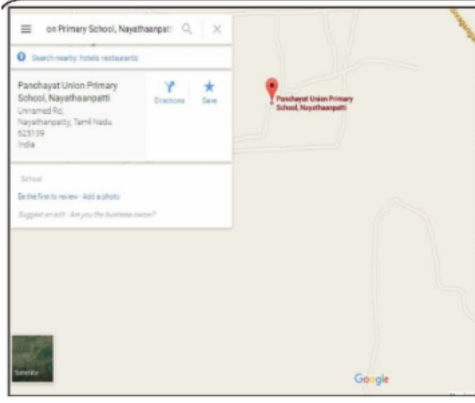 on Primary School, Nayathaanpat
Search nearby hotels restaurants
Panchayat Union Primary
School, Nayathaanpatti
Unnamed Rd,
Nayathanpatty, Tamil Nadu
625109
India
Directions
Save
School
Be the first to review · Add a photo
Suggest an edit · Are you the business owner?
Panchayat Union Primary
School, Nayathaanpatti
Satellite
Google